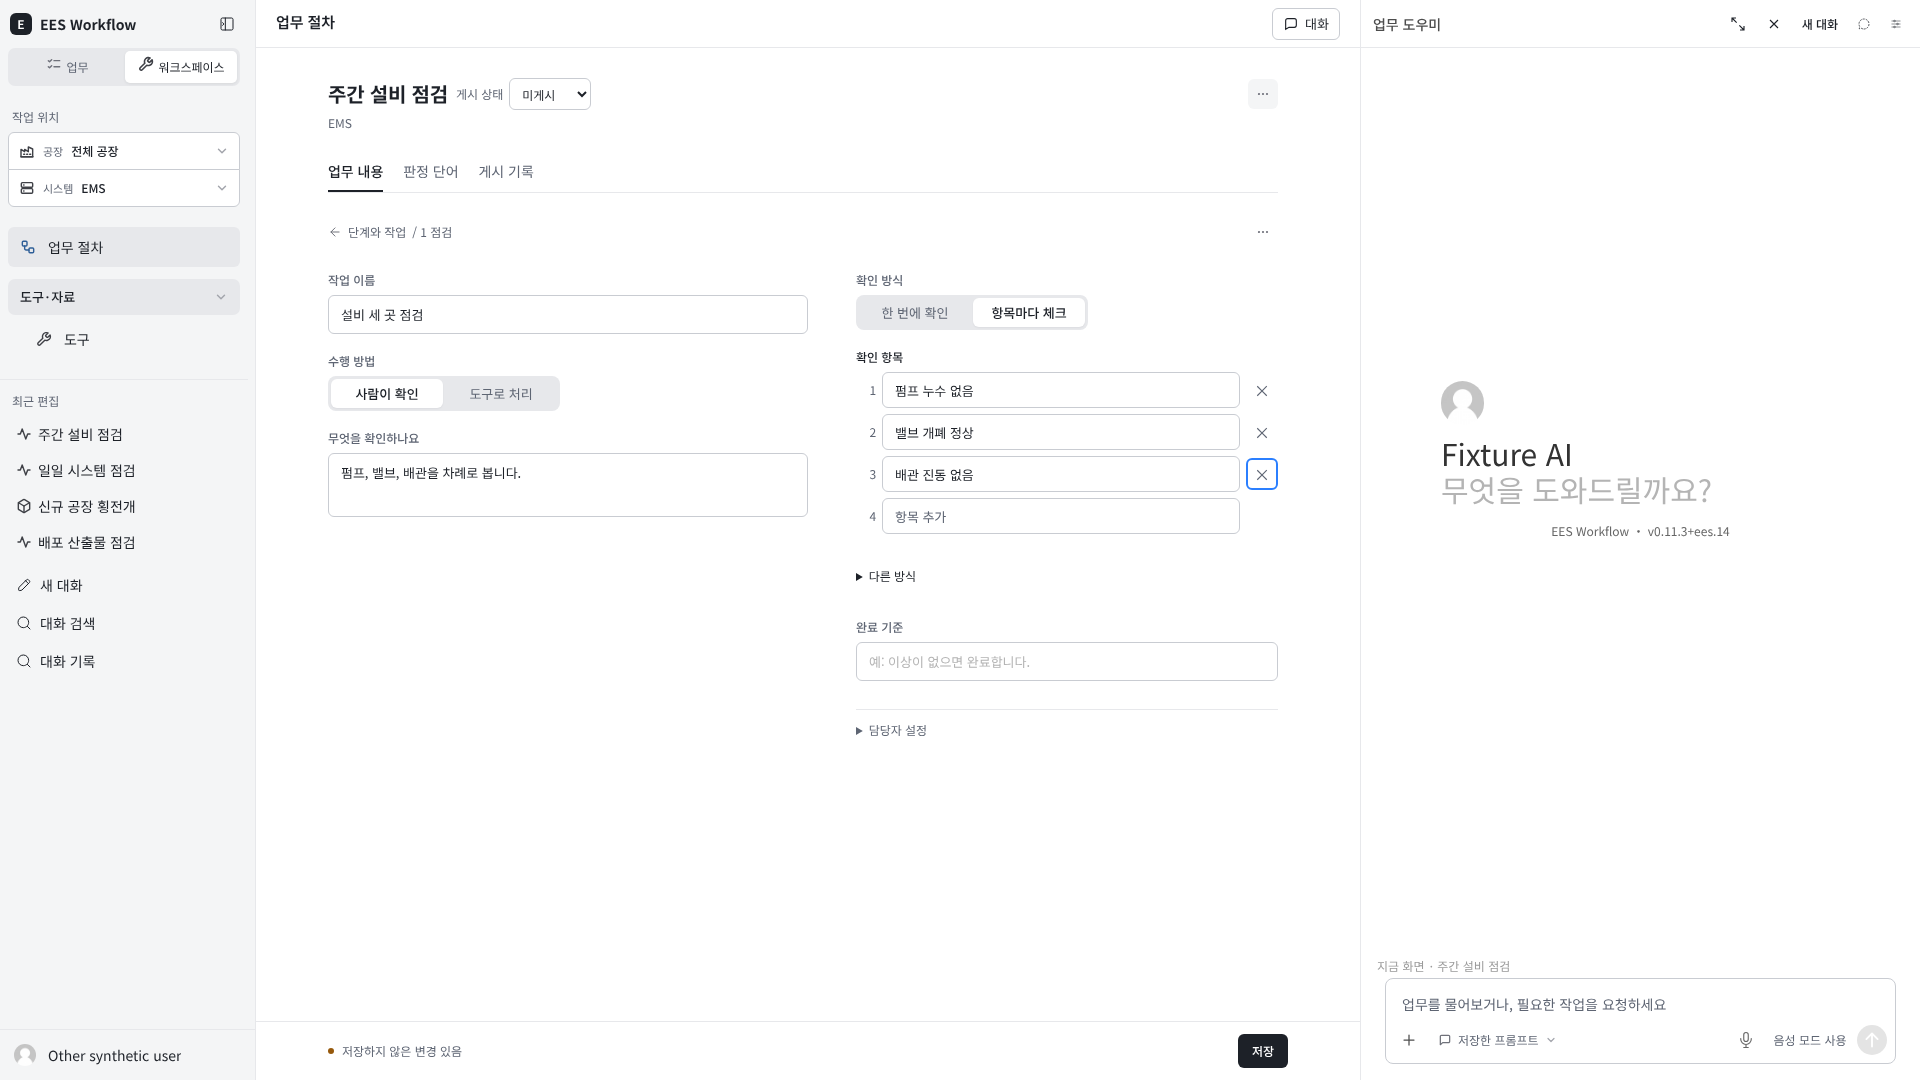 E EES Workflow
업무 워크스페이스
작업 위치
공장 전체 공장
시스템 EMS
업무 절차
도구·자료
도구
최근 편집
주간 설비 점검
일일 시스템 점검
신규 공장 횡전개
배포 산출물 점검
새 대화
대화 검색
대화 기록
Other synthetic user
업무 절차
대화
주간 설비 점검 게시 상태 미게시
EMS
업무 내용 판정 단어 게시 기록
단계와 작업 / 1 점검
작업 이름
설비 세 곳 점검
수행 방법
사람이 확인 도구로 처리
무엇을 확인하나요
펌프, 밸브, 배관을 차례로 봅니다.
확인 방식
한 번에 확인 항목마다 체크
확인 항목
1 펌프 누수 없음
2 밸브 개폐 정상
3 배관 진동 없음
4 항목 추가
다른 방식
완료 기준
예: 이상이 없으면 완료합니다.
담당자 설정
저장하지 않은 변경 있음
저장
업무 도우미
새 대화
Fixture AI
무엇을 도와드릴까요?
EES Workflow • v0.11.3+ees.14
지금 화면 · 주간 설비 점검
업무를 물어보거나, 필요한 작업을 요청하세요
저장한 프롬프트
음성 모드 사용